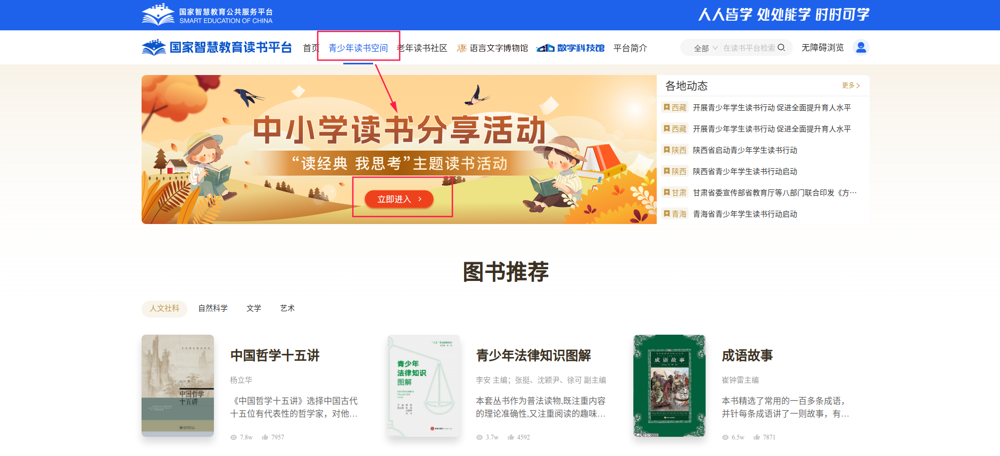 国家智慧教育公共服务平台
SMART EDUCATION OF CHINA
人人皆学 处处能学 时时可学
国家智慧教育读书平台
首页 青少年读书空间 老年读书社区 语言文字博物馆 数字科技馆 平台简介
全部 在读书平台检索 无障碍浏览
中小学读书分享活动
“读经典 我思考”主题读书活动
立即进入 >
各地动态 更多 >
西藏 开展青少年学生读书行动 促进全面提升育人水平
西藏 开展青少年学生读书行动 促进全面提升育人水平
陕西 陕西省启动青少年学生读书行动
陕西 陕西省青少年学生读书行动启动
甘肃 甘肃省委宣传部省教育厅等八部门联合印发《方…
青海 青海省青少年学生读书行动启动
图书推荐
人文社科 自然科学 文学 艺术
中国哲学
十五讲
中国哲学十五讲
杨立华
《中国哲学十五讲》选择中国古代
十五位有代表性的哲学家，对他…
7.8w 7957
青少年
法律知识
图解
青少年法律知识图解
李安 主编；张挺、沈颖尹、徐可 副主编
本套丛书作为普法读物,既注重内容
的理论准确性,又注重阅读的趣味…
3.7w 4592
成语故事
成语故事
崔钟雷主编
本书精选了常用的一百多条成语，
并针每条成语讲了一则故事，有…
6.5w 7871